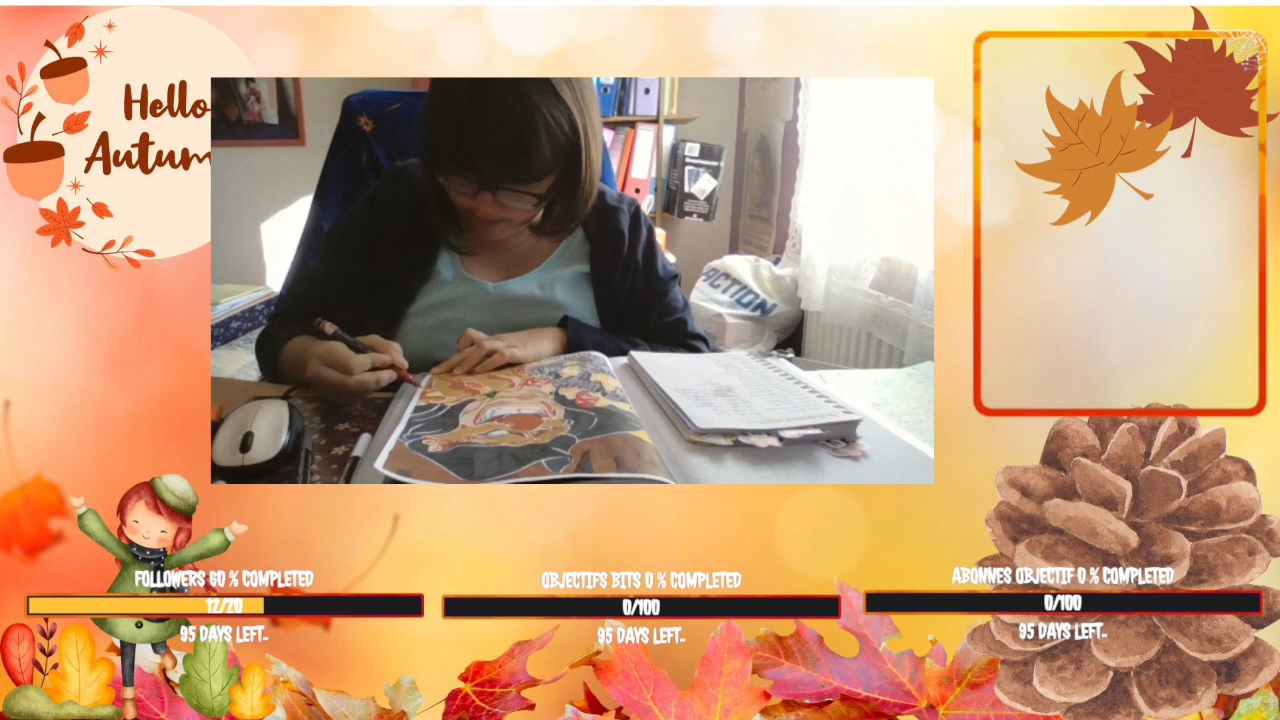 Hello
Autum
ACTION
FOLLOWERS 60 % COMPLETED
12/20
95 DAYS LEFT..
OBJECTIFS BITS 0 % COMPLETED
0/100
95 DAYS LEFT..
ABONNES OBJECTIF 0 % COMPLETED
0/100
95 DAYS LEFT..